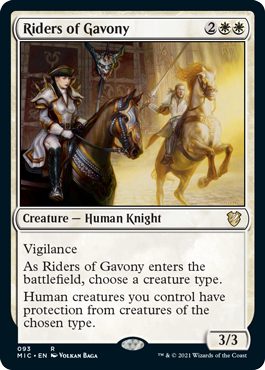 Riders of Gavony 2
Creature — Human Knight
Vigilance
As Riders of Gavony enters the
battlefield, choose a creature type.
Human creatures you control have
protection from creatures of the
chosen type.
3/3
093 R
MIC • EN VOLKAN BAGA
™ & © 2021 Wizards of the Coast